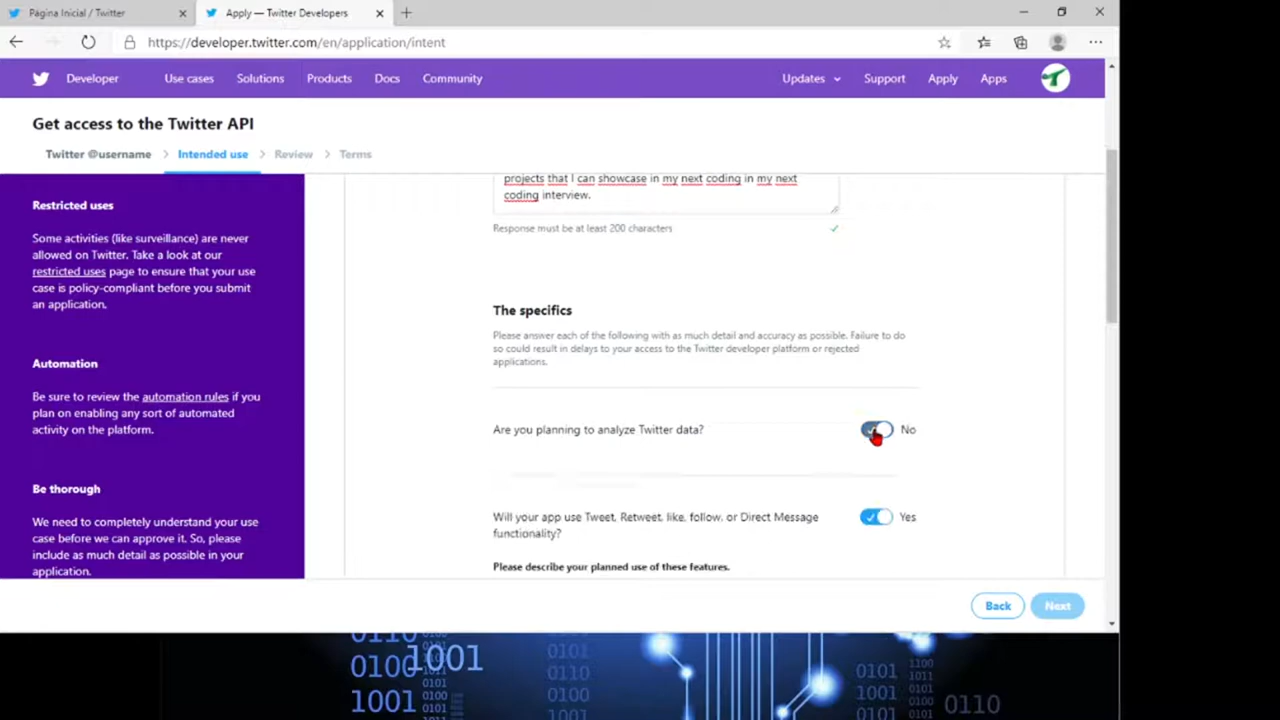 Página Inicial / Twitter
Apply — Twitter Developers
https://developer.twitter.com/en/application/intent
Developer Use cases Solutions Products Docs Community Updates Support Apply Apps
Get access to the Twitter API
Twitter @username Intended use Review Terms
Restricted uses
Some activities (like surveillance) are never
allowed on Twitter. Take a look at our
restricted uses page to ensure that your use
case is policy-compliant before you submit
an application.
Automation
Be sure to review the automation rules if you
plan on enabling any sort of automated
activity on the platform.
Be thorough
We need to completely understand your use
case before we can approve it. So, please
include as much detail as possible in your
application.
projects that I can showcase in my next coding in my next
coding interview.
Response must be at least 200 characters
The specifics
Please answer each of the following with as much detail and accuracy as possible. Failure to do
so could result in delays to your access to the Twitter developer platform or rejected
applications.
Are you planning to analyze Twitter data? No
Will your app use Tweet, Retweet, like, follow, or Direct Message
functionality?
Yes
Please describe your planned use of these features.
Back Next